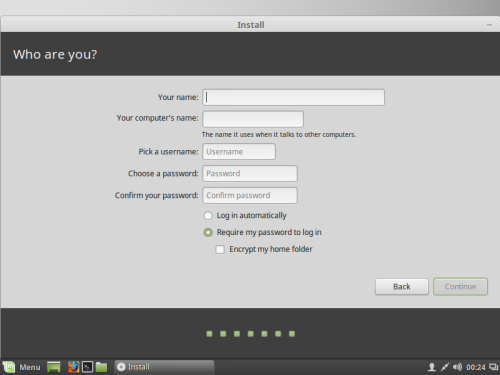 Install
Who are you?
Your name:
Your computer's name:
The name it uses when it talks to other computers.
Pick a username: Username
Choose a password: Password
Confirm your password: Confirm password
Log in automatically
Require my password to log in
Encrypt my home folder
Back Continue
Menu Install 00:24